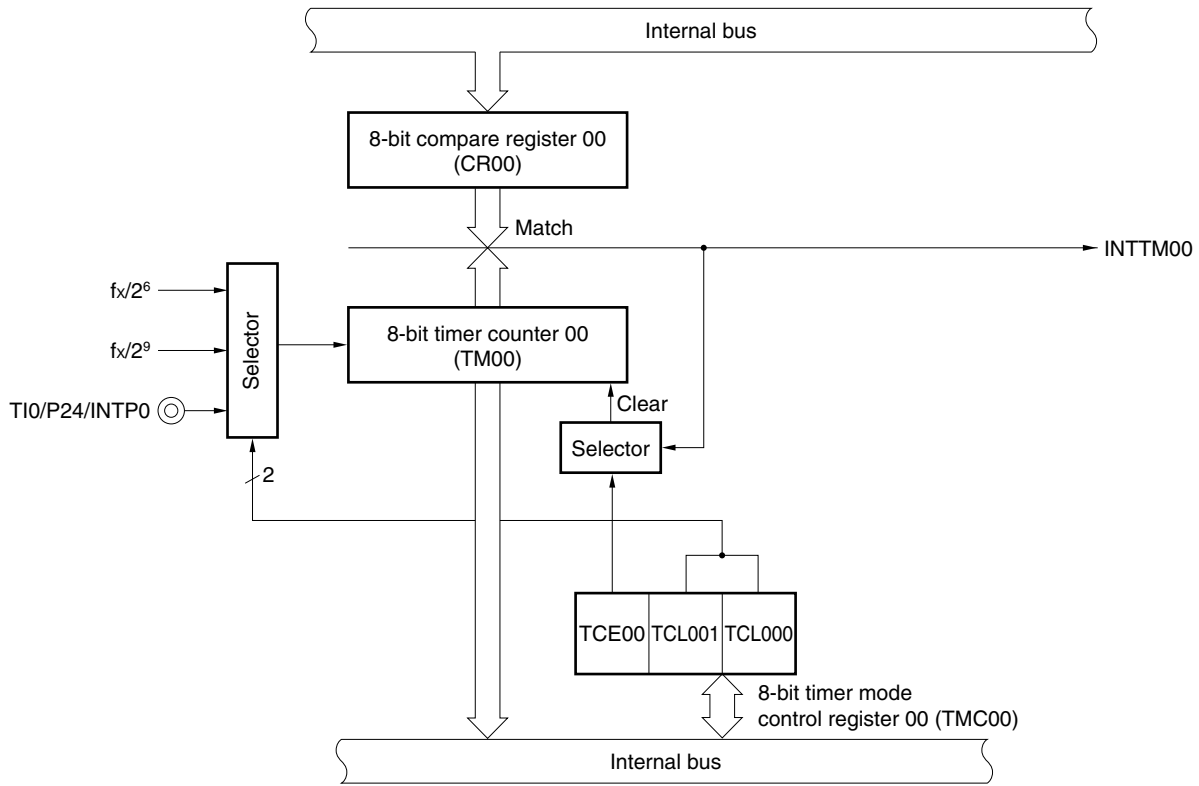 Internal bus
8-bit compare register 00
(CR00)
Match
INTTM00
fx/2⁶
fx/2⁹
TI0/P24/INTP0
Selector
8-bit timer counter 00
(TM00)
Clear
Selector
2
TCE00 TCL001 TCL000
8-bit timer mode
control register 00 (TMC00)
Internal bus